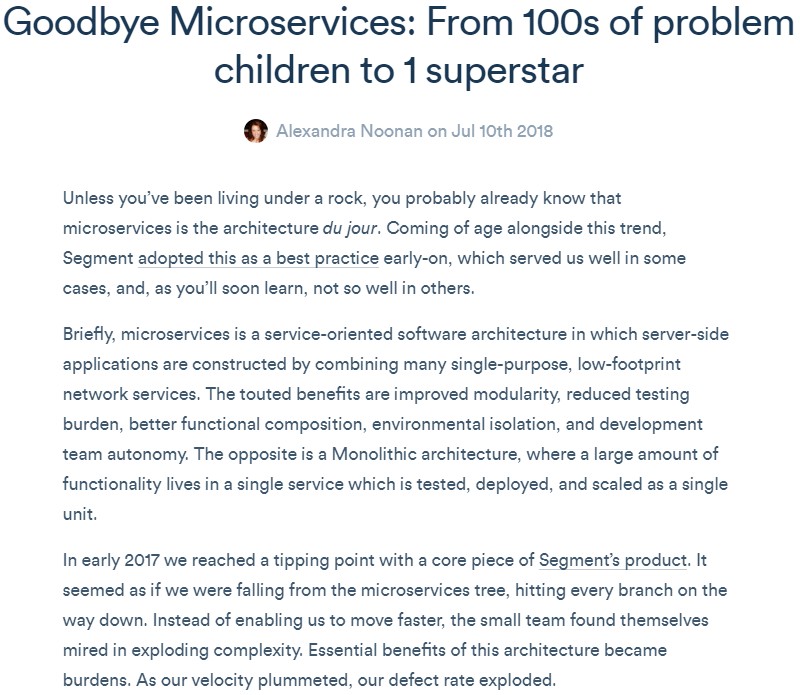 Goodbye Microservices: From 100s of problem
children to 1 superstar
Alexandra Noonan on Jul 10th 2018
Unless you’ve been living under a rock, you probably already know that
microservices is the architecture du jour. Coming of age alongside this trend,
Segment adopted this as a best practice early-on, which served us well in some
cases, and, as you’ll soon learn, not so well in others.
Briefly, microservices is a service-oriented software architecture in which server-side
applications are constructed by combining many single-purpose, low-footprint
network services. The touted benefits are improved modularity, reduced testing
burden, better functional composition, environmental isolation, and development
team autonomy. The opposite is a Monolithic architecture, where a large amount of
functionality lives in a single service which is tested, deployed, and scaled as a single
unit.
In early 2017 we reached a tipping point with a core piece of Segment’s product. It
seemed as if we were falling from the microservices tree, hitting every branch on the
way down. Instead of enabling us to move faster, the small team found themselves
mired in exploding complexity. Essential benefits of this architecture became
burdens. As our velocity plummeted, our defect rate exploded.